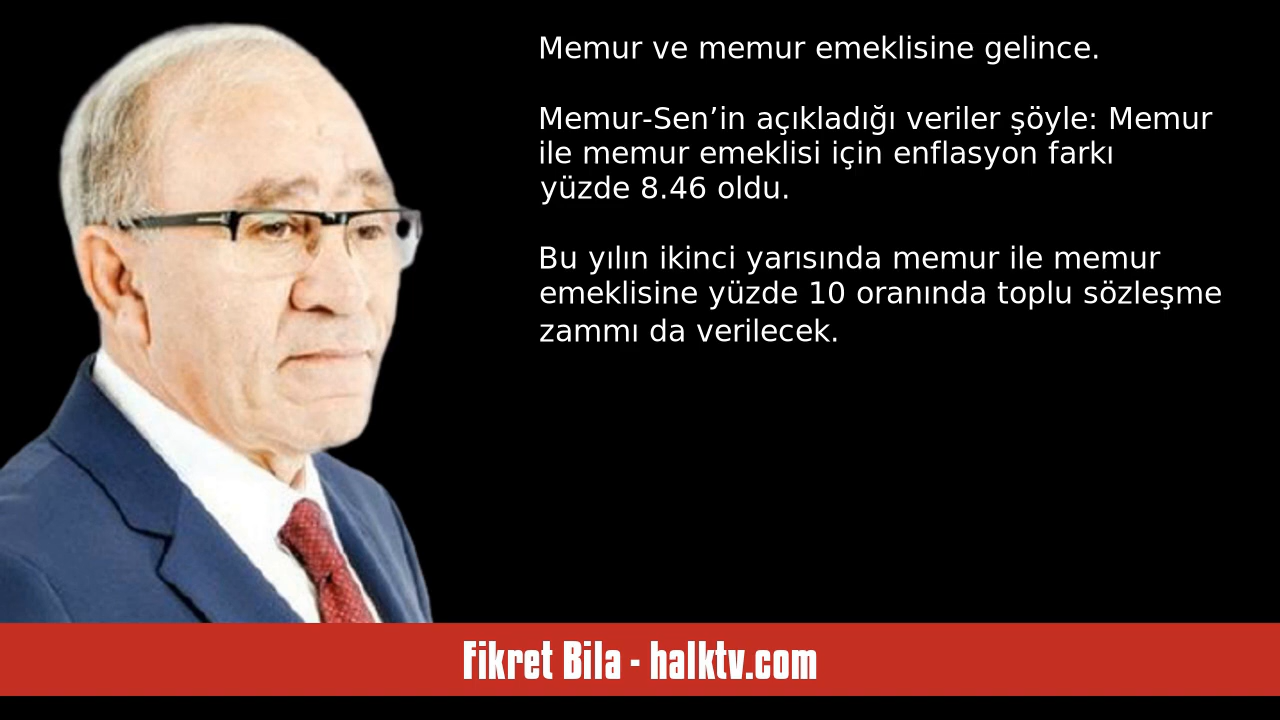 Memur ve memur emeklisine gelince.
Memur-Sen’in açıkladığı veriler şöyle: Memur
ile memur emeklisi için enflasyon farkı
yüzde 8.46 oldu.
Bu yılın ikinci yarısında memur ile memur
emeklisine yüzde 10 oranında toplu sözleşme
zammı da verilecek.
Fikret Bila - halktv.com